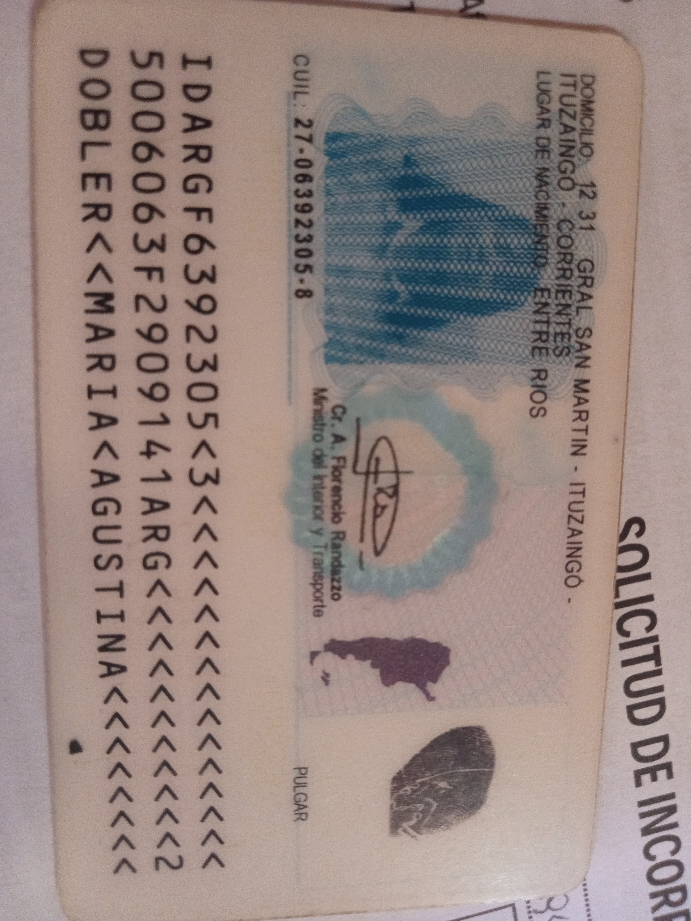 DOMICILIO: 12 31 GRAL SAN MARTIN - ITUZAINGÓ -
ITUZAINGÓ - CORRIENTES
LUGAR DE NACIMIENTO: ENTRE RIOS
Cr. A. Florencio Randazzo
Ministro del Interior y Transporte
CUIL: 27-06392305-8
PULGAR
IDARGF6392305<3<<<<<<<<<<<<<<<
5006063F2909141ARG<<<<<<<<<<<2
DOBLER<<MARIA<AGUSTINA<<<<<<<<
SOLICITUD DE